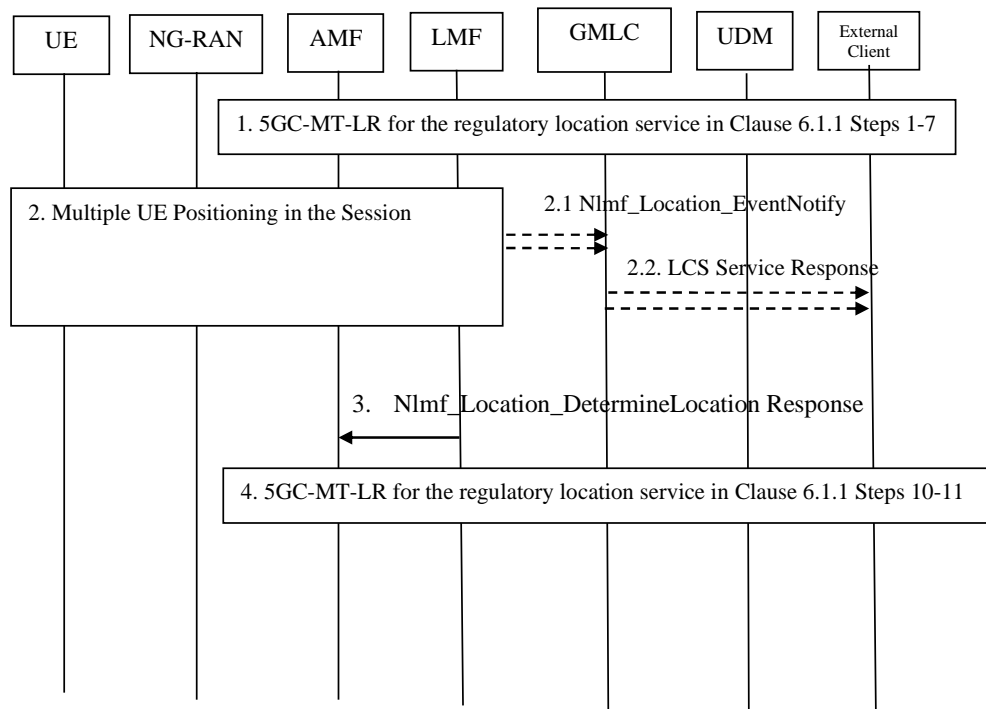 UE
NG-RAN
AMF
LMF
GMLC
UDM
External
Client
1. 5GC-MT-LR for the regulatory location service in Clause 6.1.1 Steps 1-7
2. Multiple UE Positioning in the Session
2.1 Nlmf_Location_EventNotify
2.2. LCS Service Response
3. Nlmf_Location_DetermineLocation Response
4. 5GC-MT-LR for the regulatory location service in Clause 6.1.1 Steps 10-11